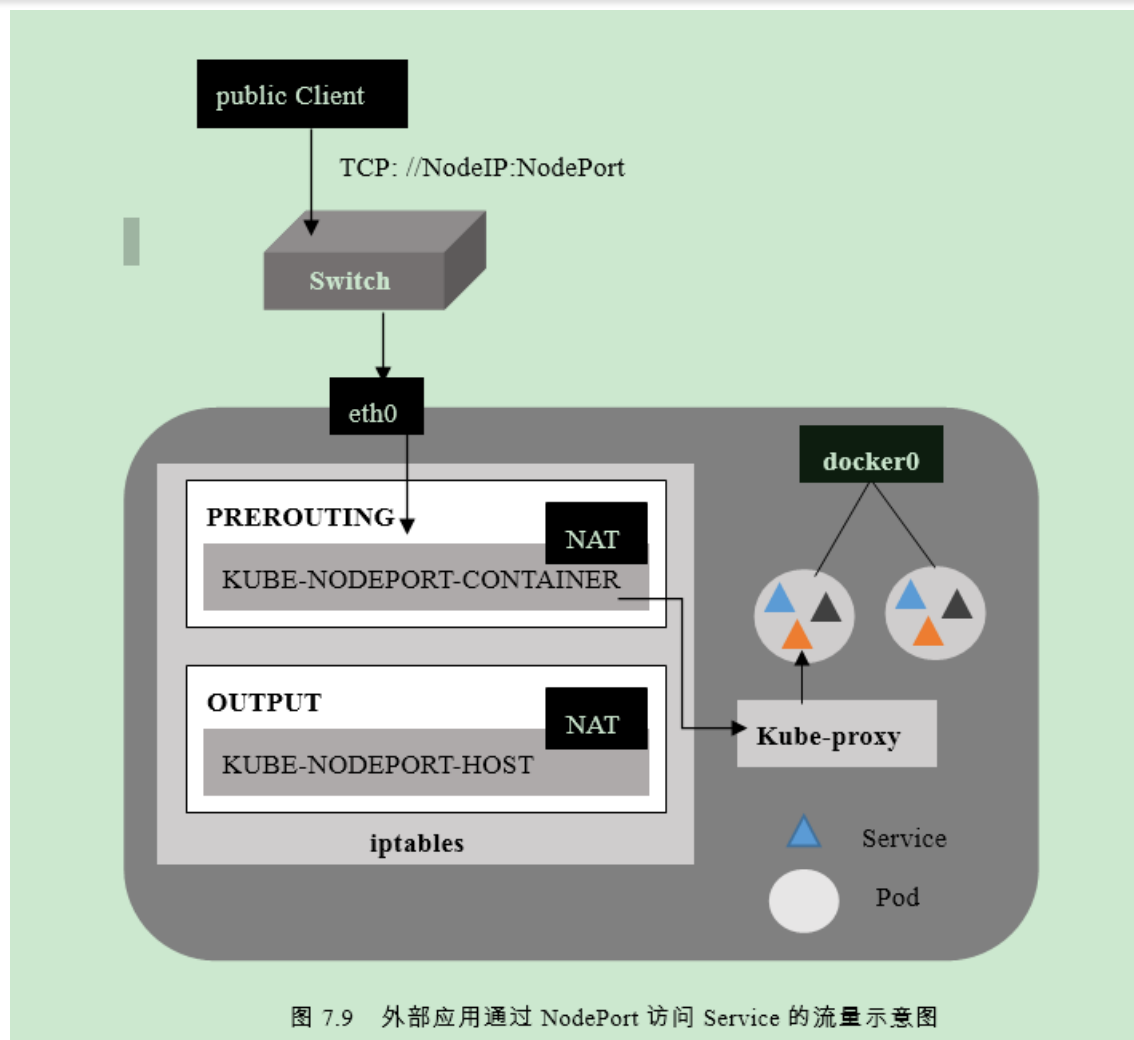 public Client
TCP: //NodeIP:NodePort
Switch
eth0
docker0
PREROUTING
NAT
KUBE-NODEPORT-CONTAINER
OUTPUT
NAT
KUBE-NODEPORT-HOST
Kube-proxy
iptables
Service
Pod
图 7.9 外部应用通过 NodePort 访问 Service 的流量示意图